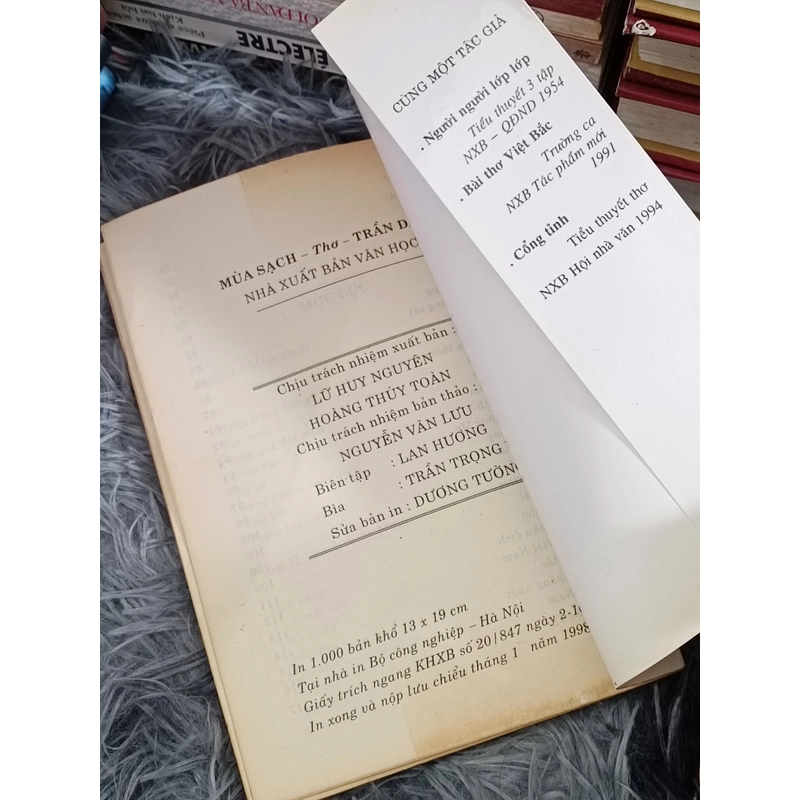 ÉLECTRE
CÙNG MỘT TÁC GIẢ
. Người người lớp lớp
Tiểu thuyết 3 tập
NXB – QĐND 1954
. Bài thơ Việt Bắc
Trường ca
NXB Tác phẩm mới
1991
. Cổng tỉnh
Tiểu thuyết thơ
NXB Hội nhà văn 1994
MÙA SẠCH – Thơ – TRẦN D
NHÀ XUẤT BẢN VĂN HỌC
Chịu trách nhiệm xuất bản :
LỮ HUY NGUYÊN
HOÀNG THÚY TOÀN
Chịu trách nhiệm bản thảo :
NGUYỄN VĂN LƯU
Biên tập : LAN HƯƠNG
Bìa : TRẦN TRỌNG
Sửa bản in : DƯƠNG TƯỜNG
In 1.000 bản khổ 13 x 19 cm
Tại nhà in Bộ công nghiệp – Hà Nội
Giấy trích ngang KHXB số 20/847 ngày 2-10
In xong và nộp lưu chiểu tháng 1 năm 1998